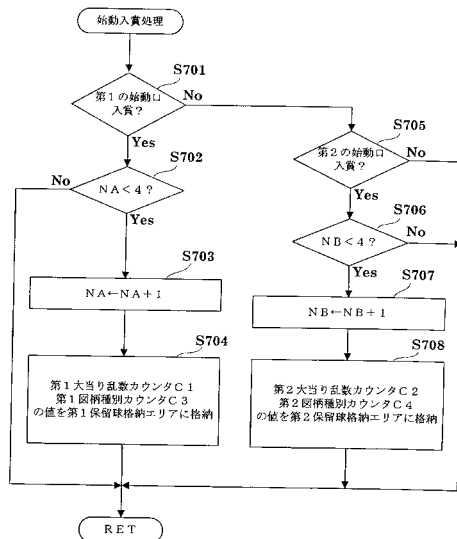 始動入賞処理
S701
第１の始動口
入賞？
No
Yes
S702
No
ＮＡ＜４？
Yes
S703
ＮＡ←ＮＡ＋１
S704
第１大当り乱数カウンタＣ１
第１図柄種別カウンタＣ３
の値を第１保留球格納エリアに格納
S705
第２の始動口
入賞？
No
Yes
S706
ＮＢ＜４？
No
Yes
S707
ＮＢ←ＮＢ＋１
S708
第２大当り乱数カウンタＣ２
第２図柄種別カウンタＣ４
の値を第２保留球格納エリアに格納
ＲＥＴ